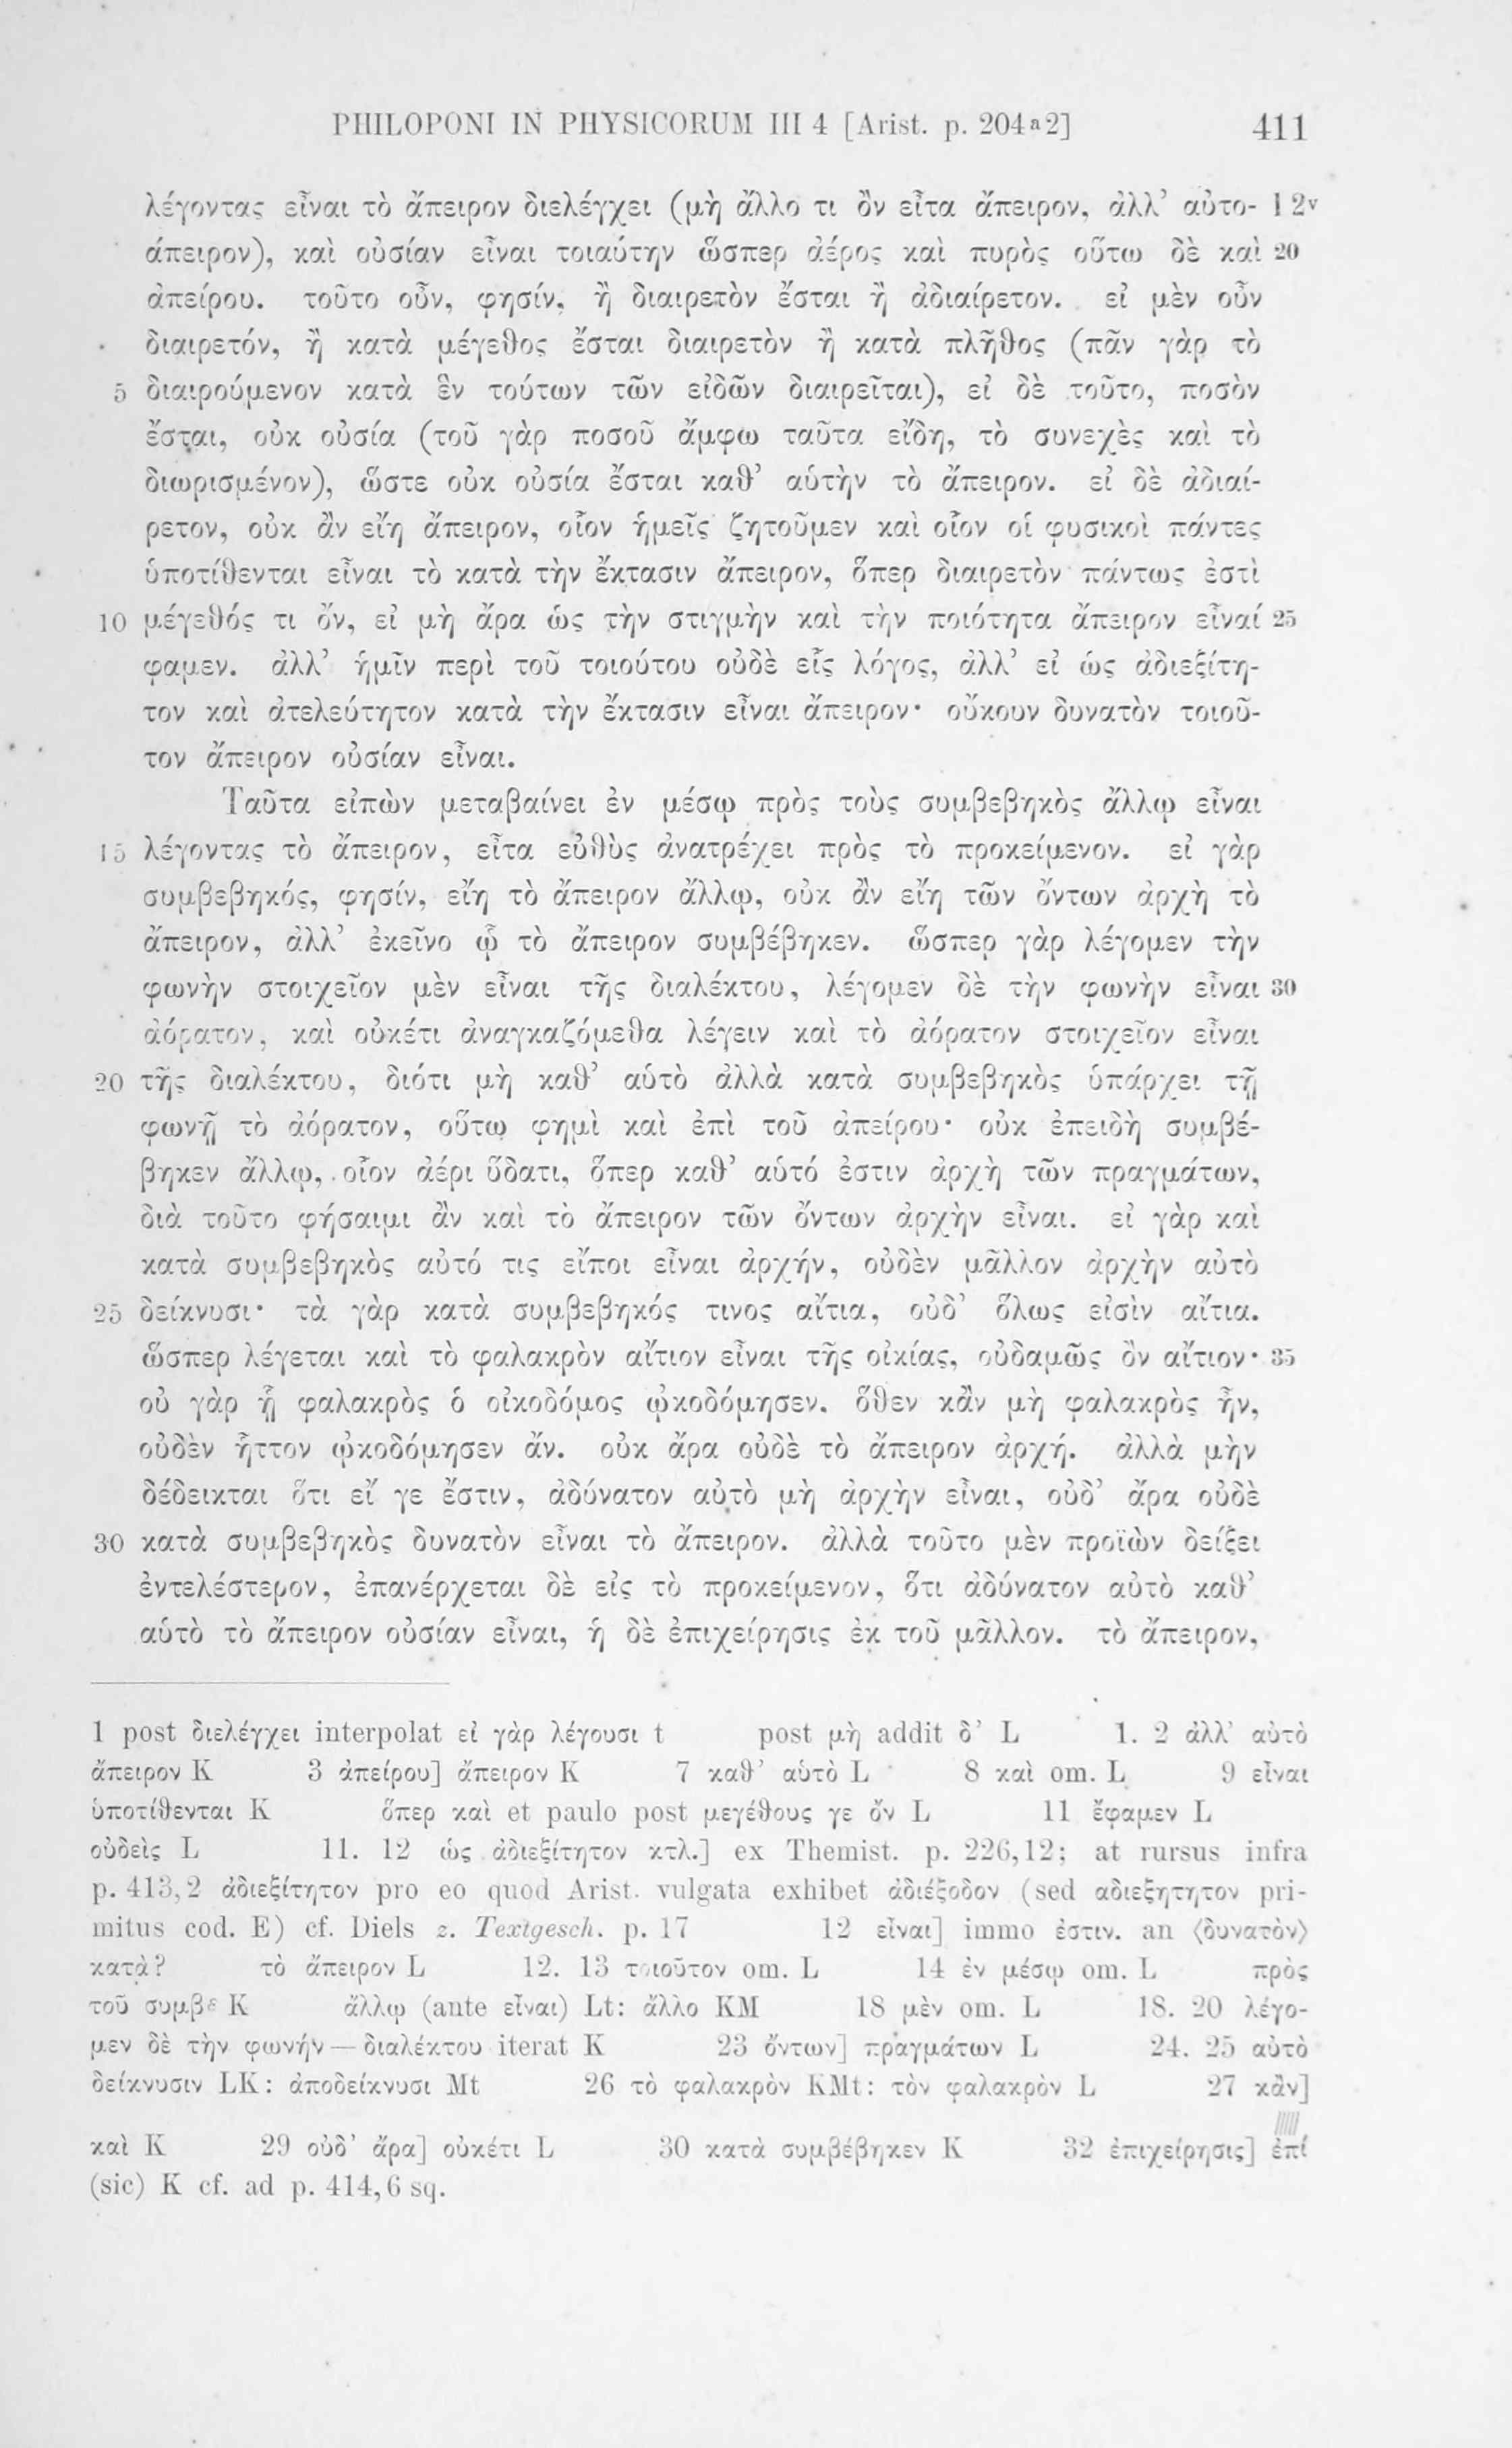 PHILOPONI IN PHYSICORUM III 4 [Arist. p. 204ᵃ2] 411
λέγοντας εἶναι τὸ ἄπειρον διελέγχει (μὴ ἄλλο τι ὂν εἶτα ἄπειρον, ἀλλ’ αὐτο- 12ᵛ
άπειρον), καὶ οὐσίαν εἶναι τοιαύτην ὥσπερ ἀέρος καὶ πυρὸς οὕτω δὲ καὶ 20
ἀπείρου. τοῦτο οὖν, φησίν, ἢ διαιρετὸν ἔσται ἢ ἀδιαίρετον. εἰ μὲν οὖν
διαιρετόν, ἢ κατὰ μέγεθος ἔσται διαιρετὸν ἢ κατὰ πλῆθος (πᾶν γὰρ τὸ
5 διαιρούμενον κατὰ ἓν τούτων τῶν εἰδῶν διαιρεῖται), εἰ δὲ τοῦτο, ποσὸν
ἔσται, οὐκ οὐσία (τοῦ γὰρ ποσοῦ ἄμφω ταῦτα εἴδη, τὸ συνεχὲς καὶ τὸ
διωρισμένον), ὥστε οὐκ οὐσία ἔσται καθ’ αὑτὴν τὸ ἄπειρον. εἰ δὲ ἀδιαί-
ρετον, οὐκ ἂν εἴη ἄπειρον, οἷον ἡμεῖς ζητοῦμεν καὶ οἷον οἱ φυσικοὶ πάντες
ὑποτίθενται εἶναι τὸ κατὰ τὴν ἔκτασιν ἄπειρον, ὅπερ διαιρετὸν πάντως ἐστὶ
10 μέγεθός τι ὄν, εἰ μὴ ἄρα ὡς τὴν στιγμὴν καὶ τὴν ποιότητα ἄπειρον εἶναί 25
φαμεν. ἀλλ’ ἡμῖν περὶ τοῦ τοιούτου οὐδὲ εἷς λόγος, ἀλλ’ εἰ ὡς ἀδιεξίτη-
τον καὶ ἀτελεύτητον κατὰ τὴν ἔκτασιν εἶναι ἄπειρον· οὔκουν δυνατὸν τοιοῦ-
τον ἄπειρον οὐσίαν εἶναι.
Ταῦτα εἰπὼν μεταβαίνει ἐν μέσῳ πρὸς τοὺς συμβεβηκὸς ἄλλῳ εἶναι
15 λέγοντας τὸ ἄπειρον, εἶτα εὐθὺς ἀνατρέχει πρὸς τὸ προκείμενον. εἰ γὰρ
συμβεβηκός, φησίν, εἴη τὸ ἄπειρον ἄλλῳ, οὐκ ἂν εἴη τῶν ὄντων ἀρχὴ τὸ
ἄπειρον, ἀλλ’ ἐκεῖνο ᾧ τὸ ἄπειρον συμβέβηκεν. ὥσπερ γὰρ λέγομεν τὴν
φωνὴν στοιχεῖον μὲν εἶναι τῆς διαλέκτου, λέγομεν δὲ τὴν φωνὴν εἶναι 30
ἀόρατον, καὶ οὐκέτι ἀναγκαζόμεθα λέγειν καὶ τὸ ἀόρατον στοιχεῖον εἶναι
20 τῆς διαλέκτου, διότι μὴ καθ’ αὑτὸ ἀλλὰ κατὰ συμβεβηκὸς ὑπάρχει τῇ
φωνῇ τὸ ἀόρατον, οὕτω φημὶ καὶ ἐπὶ τοῦ ἀπείρου· οὐκ ἐπειδὴ συμβέ-
βηκεν ἄλλῳ, οἷον ἀέρι ὕδατι, ὅπερ καθ’ αὑτό ἐστιν ἀρχὴ τῶν πραγμάτων,
διὰ τοῦτο φήσαιμι ἂν καὶ τὸ ἄπειρον τῶν ὄντων ἀρχὴν εἶναι. εἰ γὰρ καὶ
κατὰ συμβεβηκὸς αὐτό τις εἴποι εἶναι ἀρχήν, οὐδὲν μᾶλλον ἀρχὴν αὐτὸ
25 δείκνυσι· τὰ γὰρ κατὰ συμβεβηκός τινος αἴτια, οὐδ’ ὅλως εἰσὶν αἴτια.
ὥσπερ λέγεται καὶ τὸ φαλακρὸν αἴτιον εἶναι τῆς οἰκίας, οὐδαμῶς ὂν αἴτιον· 35
οὐ γὰρ ᾗ φαλακρὸς ὁ οἰκοδόμος ᾠκοδόμησεν. ὅθεν κἂν μὴ φαλακρὸς ἦν,
οὐδὲν ἧττον ᾠκοδόμησεν ἄν. οὐκ ἄρα οὐδὲ τὸ ἄπειρον ἀρχή. ἀλλὰ μὴν
δέδεικται ὅτι εἴ γε ἔστιν, ἀδύνατον αὐτὸ μὴ ἀρχὴν εἶναι, οὐδ’ ἄρα οὐδὲ
30 κατὰ συμβεβηκὸς δυνατὸν εἶναι τὸ ἄπειρον. ἀλλὰ τοῦτο μὲν προϊὼν δείξει
ἐντελέστερον, ἐπανέρχεται δὲ εἰς τὸ προκείμενον, ὅτι ἀδύνατον αὐτὸ καθ’
αὑτὸ τὸ ἄπειρον οὐσίαν εἶναι, ἡ δὲ ἐπιχείρησις ἐκ τοῦ μᾶλλον. τὸ ἄπειρον,
1 post διελέγχει interpolat εἰ γὰρ λέγουσι t post μὴ addit δ’ L 1. 2 ἀλλ’ αὐτὸ
ἄπειρον K 3 ἀπείρου] ἄπειρον K 7 καθ’ αὑτὸ L 8 καὶ om. L 9 εἶναι
ὑποτίθενται K ὅπερ καὶ et paulo post μεγέθους γε ὄν L 11 ἔφαμεν L
οὐδεὶς L 11. 12 ὡς ἀδιεξίτητον κτλ.] ex Themist. p. 226,12; at rursus infra
p. 413,2 ἀδιεξίτητον pro eo quod Arist. vulgata exhibet ἀδιέξοδον (sed αδιεξητητον pri-
mitus cod. E) cf. Diels z. Textgesch. p. 17 12 εἶναι] immo ἐστιν. an ⟨δυνατὸν⟩
κατὰ? τὸ ἄπειρον L 12. 13 τοιοῦτον om. L 14 ἐν μέσῳ om. L πρὸς
τοῦ συμβε K ἄλλῳ (ante εἶναι) Lt: ἄλλο KM 18 μὲν om. L 18. 20 λέγο-
μεν δὲ τὴν φωνήν — διαλέκτου iterat K 23 ὄντων] πραγμάτων L 24. 25 αὐτὸ
δείκνυσιν LK: ἀποδείκνυσι Mt 26 τὸ φαλακρὸν KMt: τὸν φαλακρὸν L 27 κἂν]
καὶ K 29 οὐδ’ ἄρα] οὐκέτι L 30 κατὰ συμβέβηκεν K 32 ἐπιχείρησις] ἐπί
(sic) K cf. ad p. 414,6 sq.